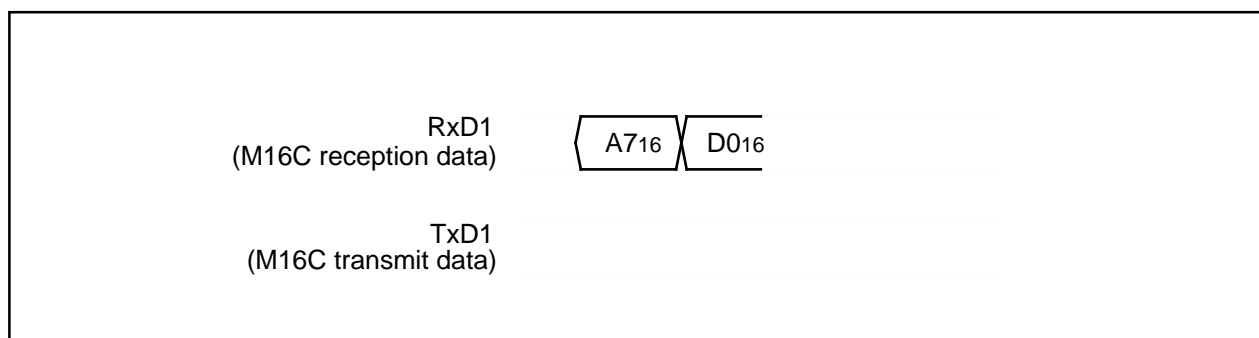 RxD1
(M16C reception data)
A716 D016
TxD1
(M16C transmit data)